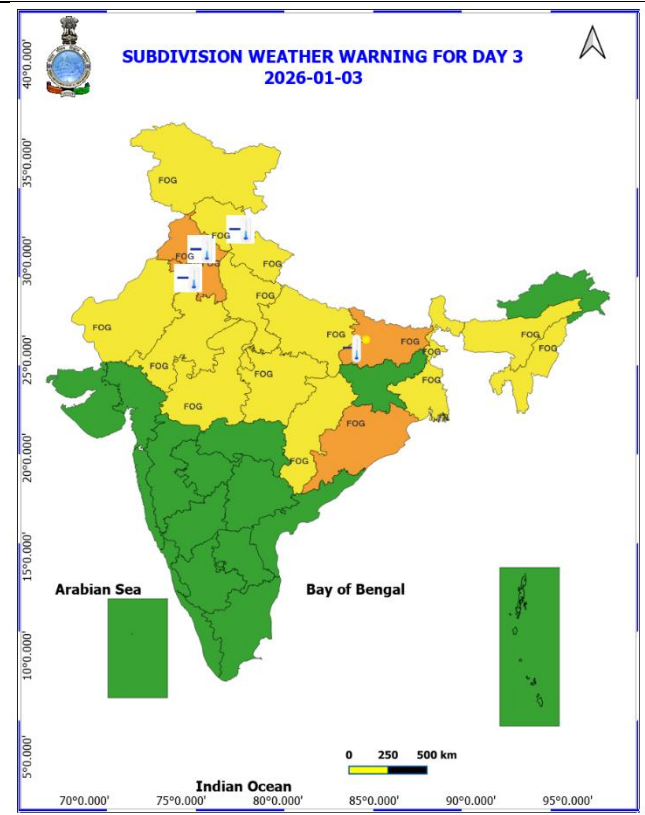 SUBDIVISION WEATHER WARNING FOR DAY 3
2026-01-03
40°0.000'
35°0.000'
FOG
FOG
FOG
FOG
30°0.000'
FOG
FOG
FOG
FOG
FOG
FOG
25°0.000'
FOG
FOG
FOG
FOG
FOG
FOG
FOG
FOG
20°0.000'
FOG
15°0.000'
Arabian Sea
Bay of Bengal
10°0.000'
5°0.000'
0 250 500 km
Indian Ocean
70°0.000' 75°0.000' 80°0.000' 85°0.000' 90°0.000' 95°0.000'